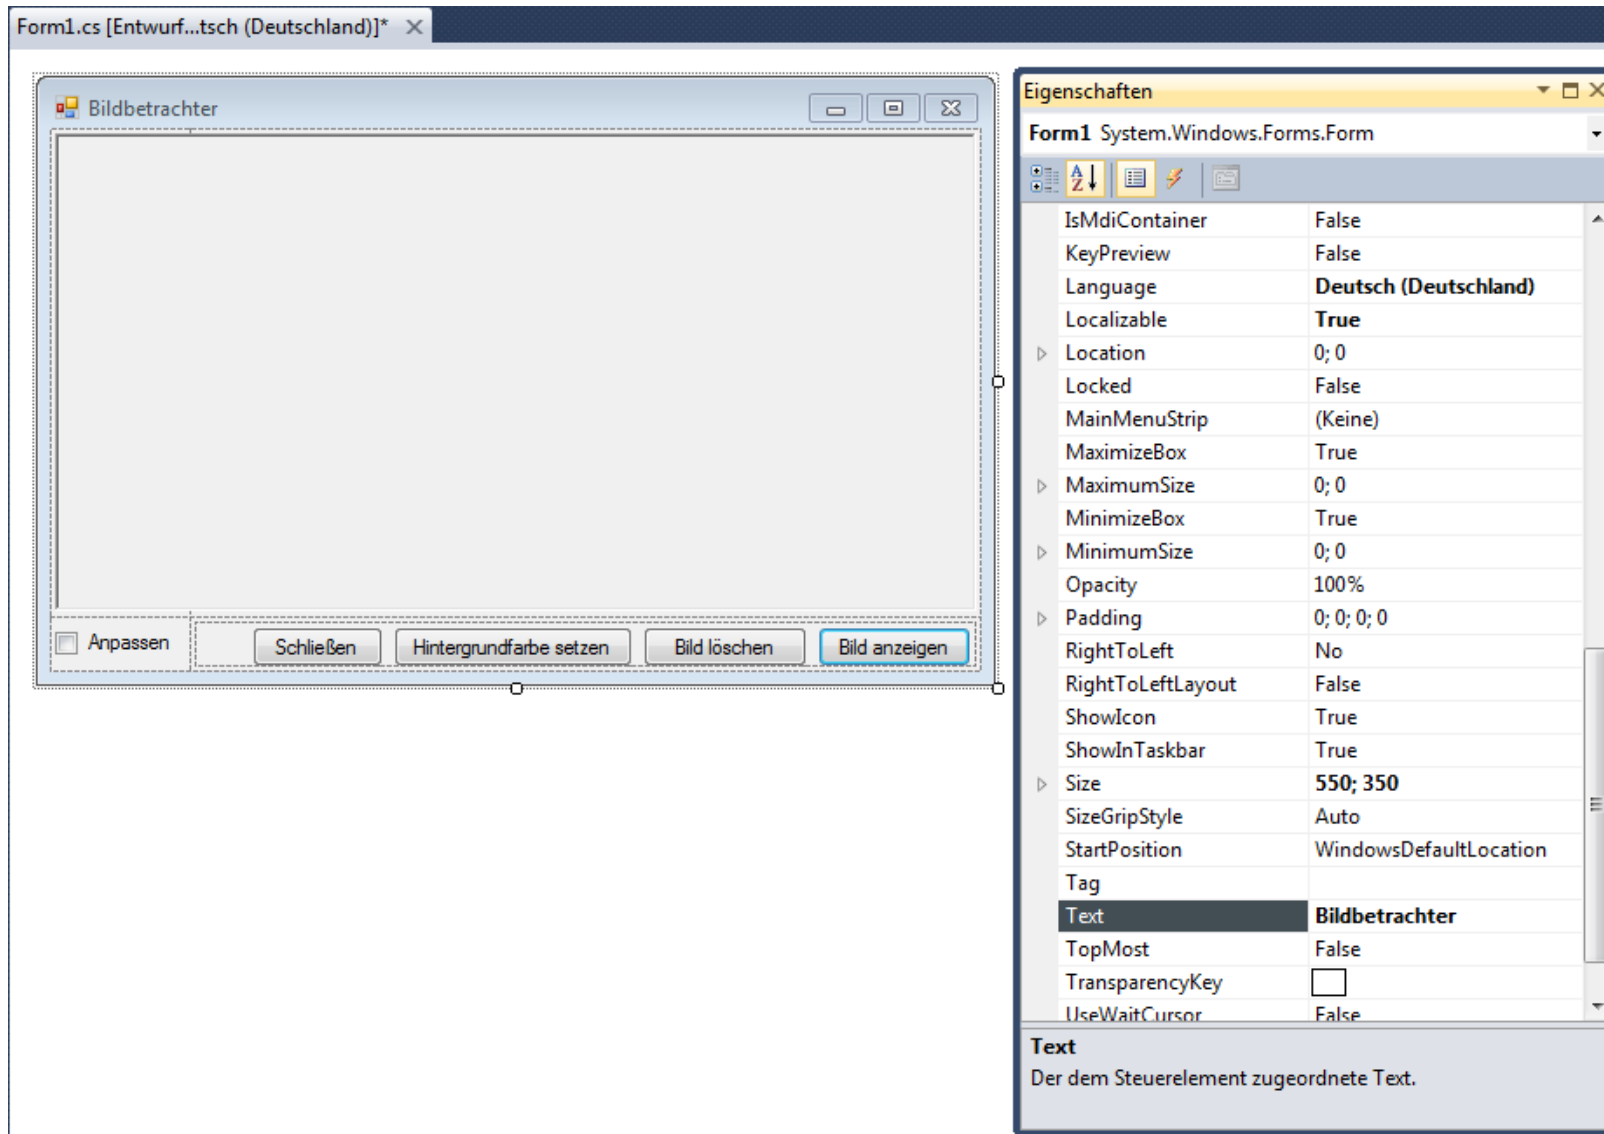 Form1.cs [Entwurf...tsch (Deutschland)]*
Bildbetrachter
Anpassen
Schließen
Hintergrundfarbe setzen
Bild löschen
Bild anzeigen
Eigenschaften
Form1 System.Windows.Forms.Form
IsMdiContainer False
KeyPreview False
Language Deutsch (Deutschland)
Localizable True
Location 0; 0
Locked False
MainMenuStrip (Keine)
MaximizeBox True
MaximumSize 0; 0
MinimizeBox True
MinimumSize 0; 0
Opacity 100%
Padding 0; 0; 0; 0
RightToLeft No
RightToLeftLayout False
ShowIcon True
ShowInTaskbar True
Size 550; 350
SizeGripStyle Auto
StartPosition WindowsDefaultLocation
Tag
Text Bildbetrachter
TopMost False
TransparencyKey
UseWaitCursor False
Text
Der dem Steuerelement zugeordnete Text.